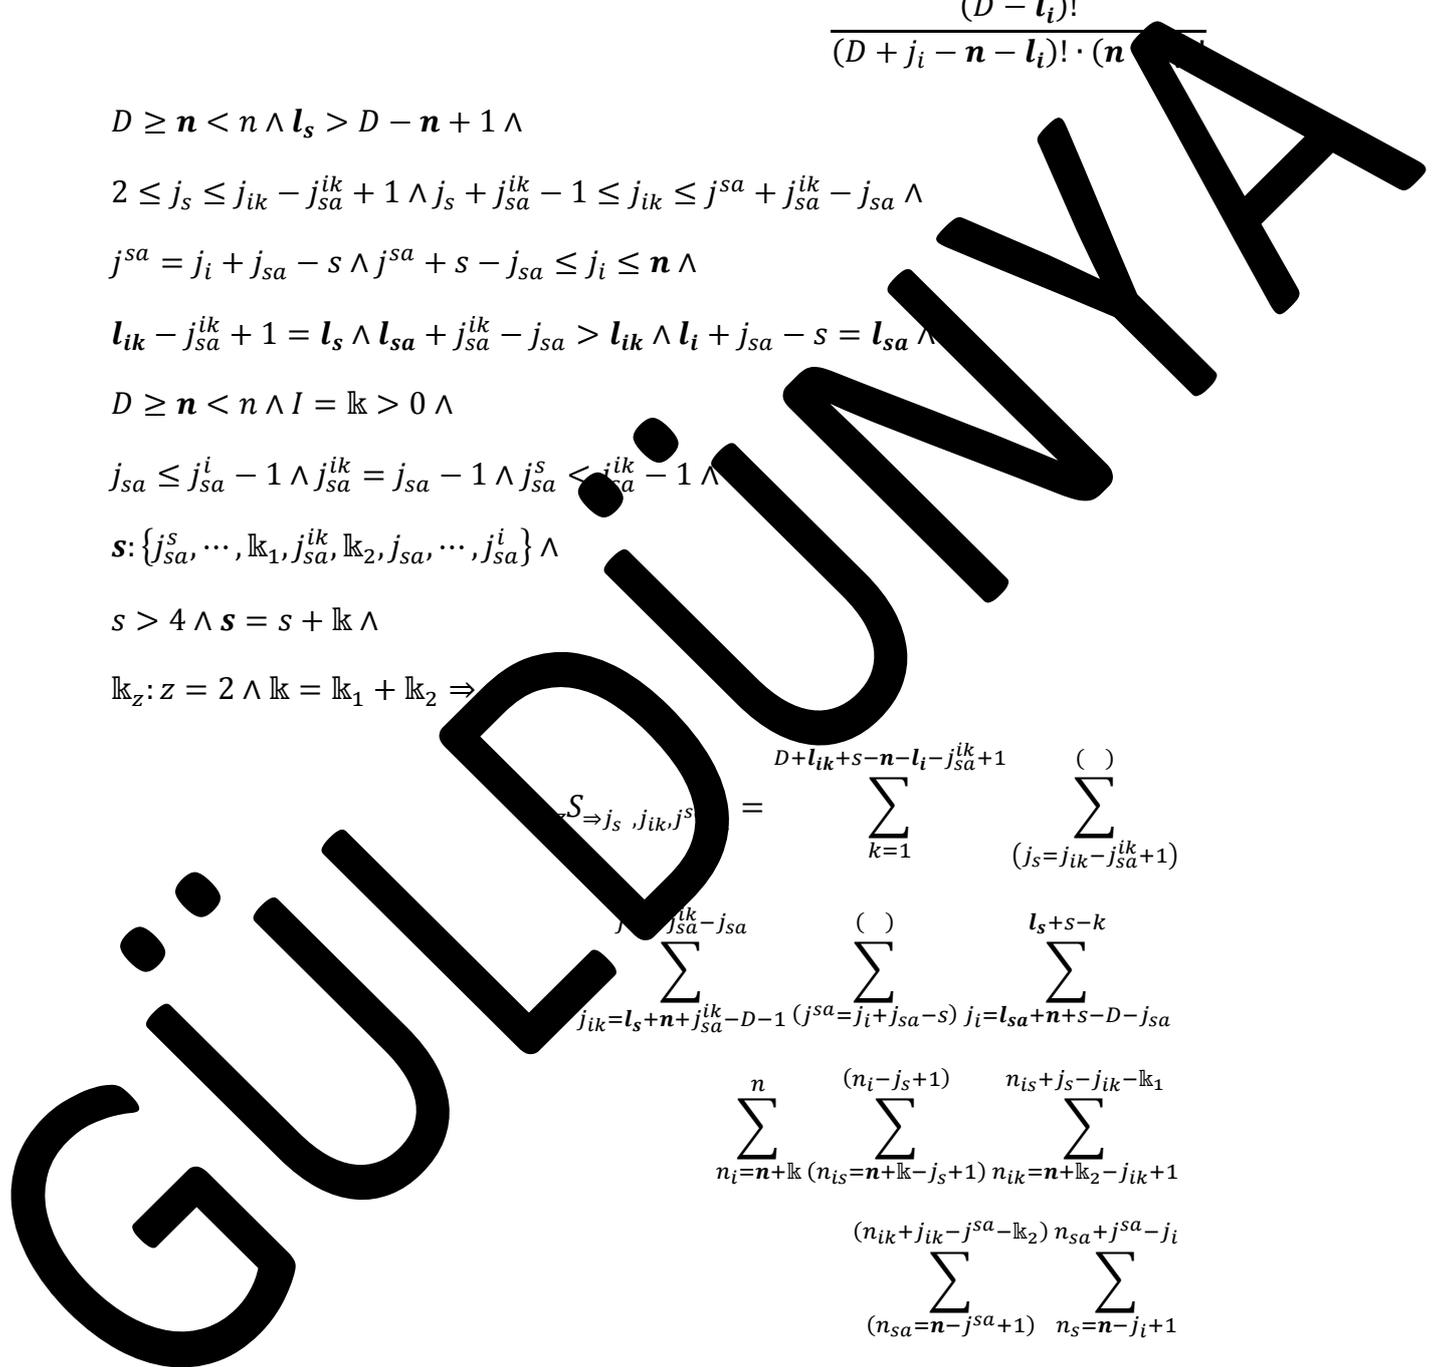 (D − l_i)!
(D + j_i − n − l_i)! · (n
D ≥ n < n ∧ l_s > D − n + 1 ∧
2 ≤ j_s ≤ j_ik − j_sa^ik + 1 ∧ j_s + j_sa^ik − 1 ≤ j_ik ≤ j^sa + j_sa^ik − j_sa ∧
j^sa = j_i + j_sa − s ∧ j^sa + s − j_sa ≤ j_i ≤ n ∧
l_ik − j_sa^ik + 1 = l_s ∧ l_sa + j_sa^ik − j_sa > l_ik ∧ l_i + j_sa − s = l_sa ∧
D ≥ n < n ∧ I = 𝕜 > 0 ∧
j_sa ≤ j_sa^i − 1 ∧ j_sa^ik = j_sa − 1 ∧ j_sa^s < j_sa^ik − 1 ∧
s: {j_sa^s, ⋯ , 𝕜_1, j_sa^ik, 𝕜_2, j_sa, ⋯ , j_sa^i} ∧
s > 4 ∧ s = s + 𝕜 ∧
𝕜_z: z = 2 ∧ 𝕜 = 𝕜_1 + 𝕜_2 ⇒
D+l_ik+s−n−l_i−j_sa^ik+1 ( )
S_⇒j_s ,j_ik,j^s = ∑ ∑
k=1 (j_s=j_ik−j_sa^ik+1)
j_sa^ik−j_sa ( ) l_s+s−k
∑ ∑ ∑
j_ik=l_s+n+j_sa^ik−D−1 (j^sa=j_i+j_sa−s) j_i=l_sa+n+s−D−j_sa
n (n_i−j_s+1) n_is+j_s−j_ik−𝕜_1
∑ ∑ ∑
n_i=n+𝕜 (n_is=n+𝕜−j_s+1) n_ik=n+𝕜_2−j_ik+1
(n_ik+j_ik−j^sa−𝕜_2) n_sa+j^sa−j_i
∑ ∑
(n_sa=n−j^sa+1) n_s=n−j_i+1
GÜLDÜNYA